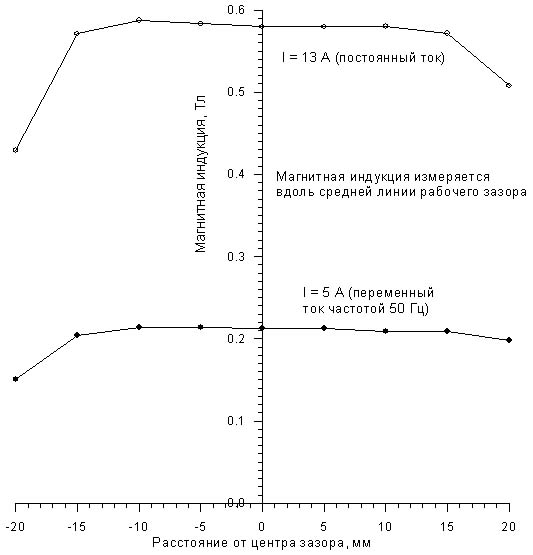 0.6
I = 13 А (постоянный ток)
0.5
Магнитная индукция, Тл
0.4
Магнитная индукция измеряется
вдоль средней линии рабочего зазора
0.3
I = 5 А (переменный
ток частотой 50 Гц)
0.2
0.1
0.0
-20 -15 -10 -5 0 5 10 15 20
Расстояние от центра зазора, мм